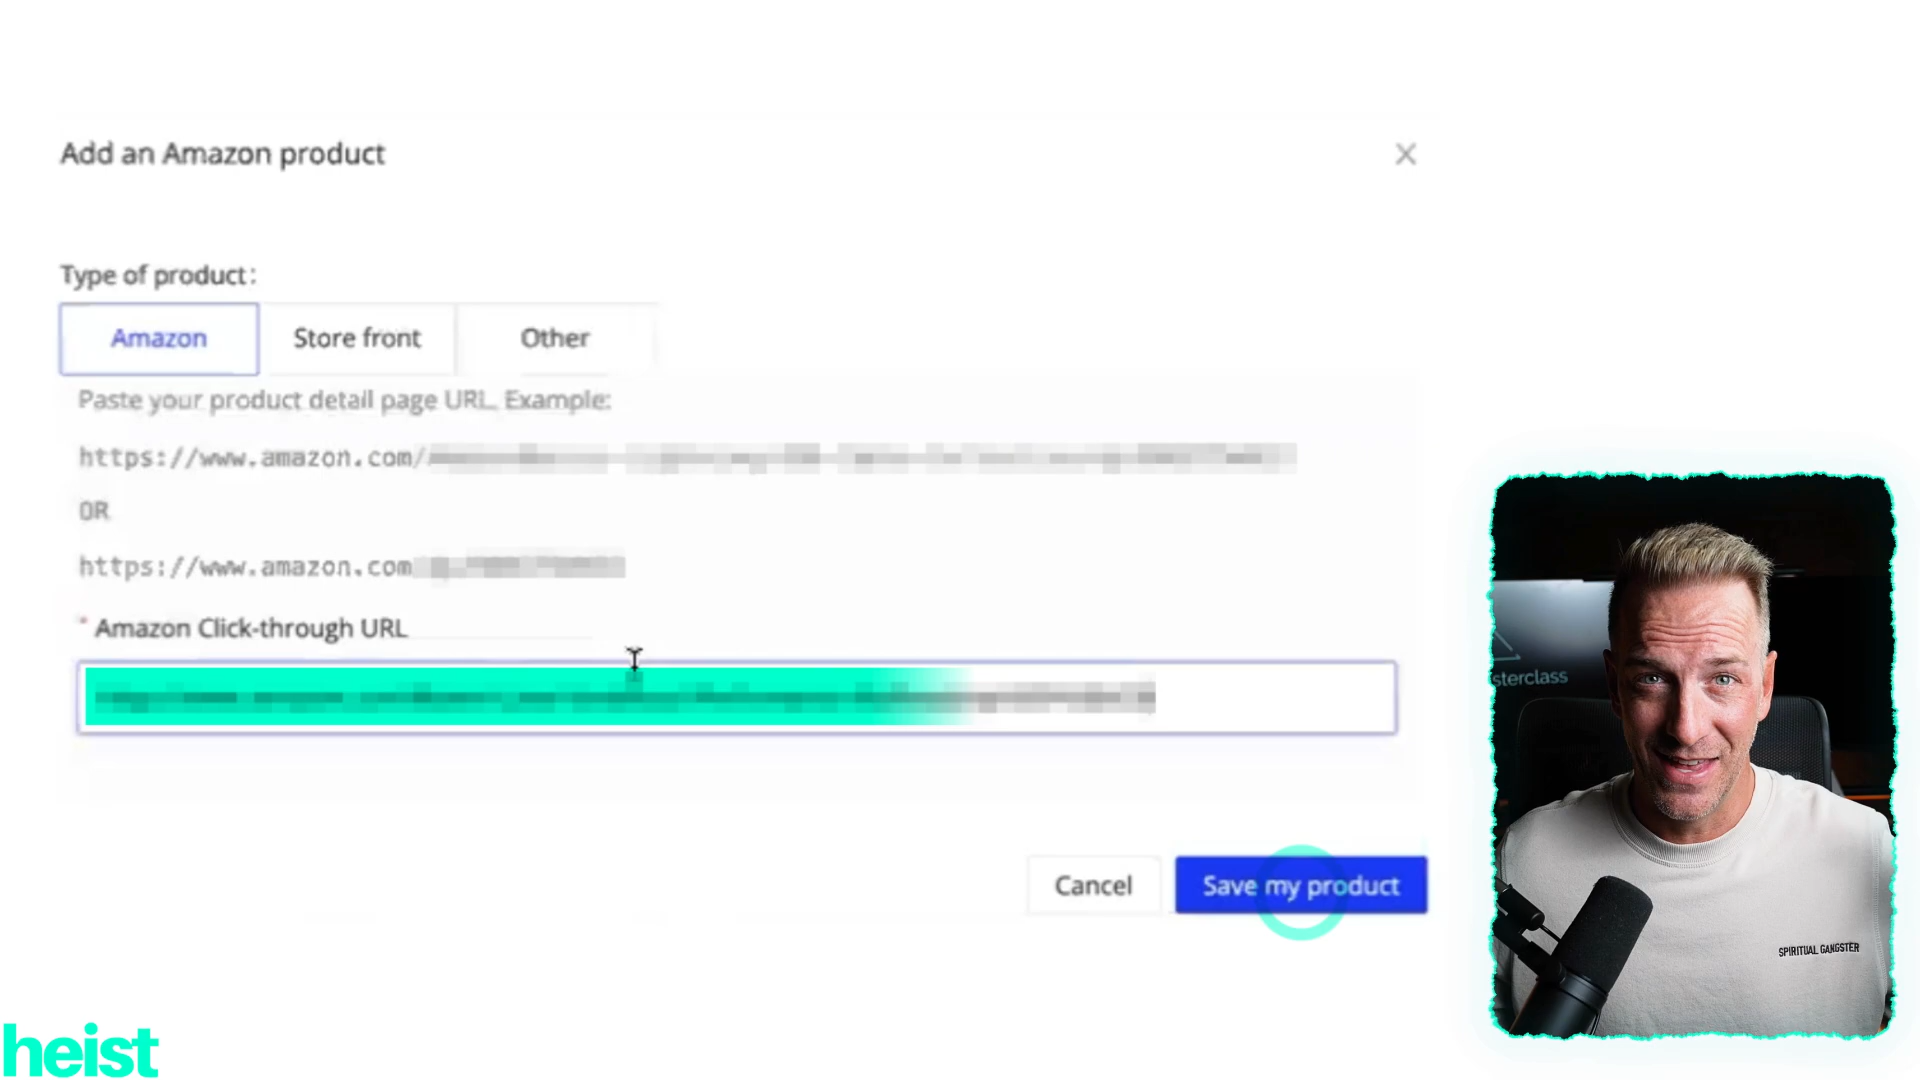 Add an Amazon product
Type of product:
Amazon Store front Other
Paste your product detail page URL. Example:
https://www.amazon.com/
OR
https://www.amazon.com
* Amazon Click-through URL
Cancel Save my product
sterclass
SPIRITUAL GANGSTER
heist